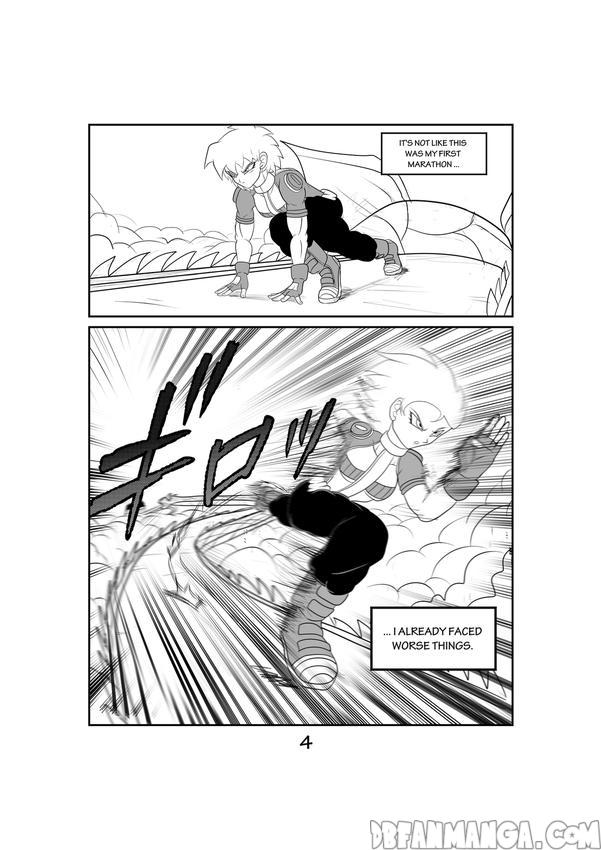 IT'S NOT LIKE THIS
WAS MY FIRST
MARATHON ...
ギロッ
... I ALREADY FACED
WORSE THINGS.
4
DBFANMANGA.COM